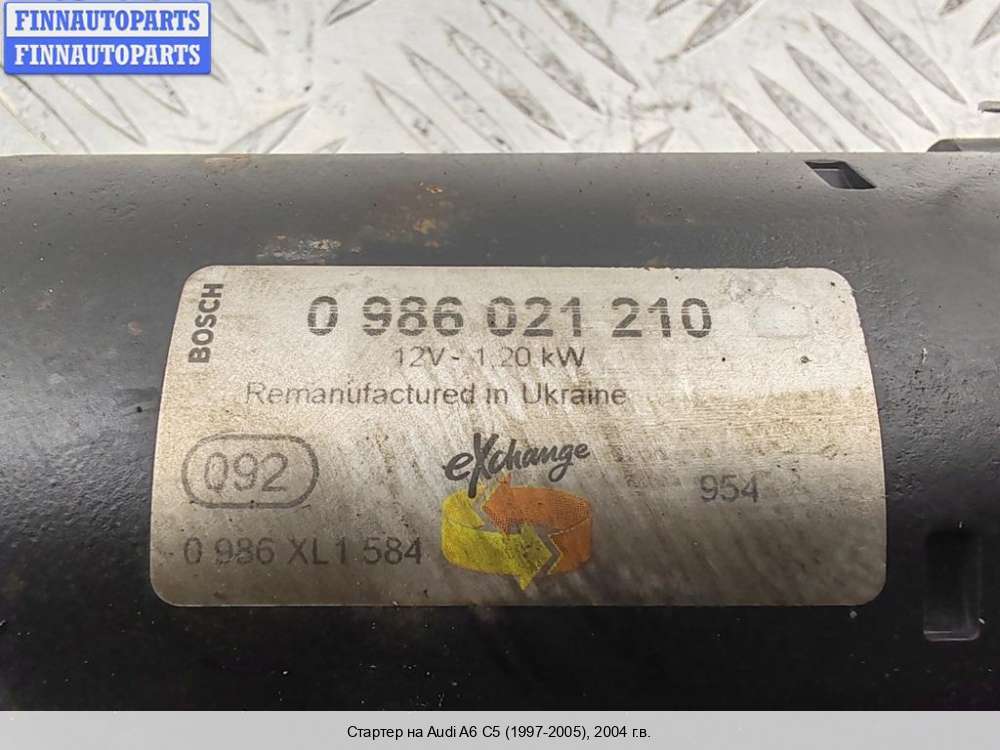 FINNAUTOPARTS
FINNAUTOPARTS
BOSCH
0 986 021 210
12V - 1,20 kW
Remanufactured in Ukraine
092
eXchange
954
0 986 XL1 584
Стартер на Audi A6 C5 (1997-2005), 2004 г.в.